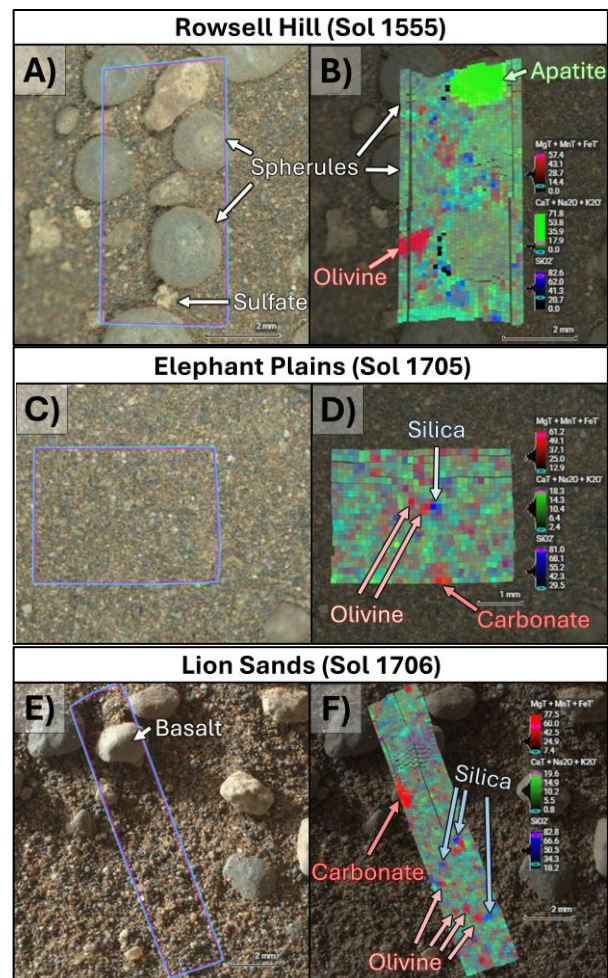 Rowsell Hill (Sol 1555)
A)
B)
Apatite
Spherules
Olivine
Sulfate
MgT + MnT + FeT'
57.4
43.1
28.7
14.4
0.0
CaT + Na2O + K2O'
71.8
53.8
35.9
17.9
0.0
SiO2'
82.6
62.0
41.3
20.7
0.0
2 mm
2 mm
Elephant Plains (Sol 1705)
C)
D)
Silica
Olivine
Carbonate
MgT + MnT + FeT'
61.2
49.1
37.1
25.0
12.9
CaT + Na2O + K2O'
18.3
14.3
10.4
6.4
2.4
SiO2'
81.0
68.1
55.2
42.3
29.5
1 mm
Lion Sands (Sol 1706)
E)
F)
Basalt
Silica
Carbonate
Olivine
MgT + MnT + FeT'
77.5
60.0
42.5
24.9
7.4
CaT + Na2O + K2O'
19.6
14.9
10.2
5.5
0.8
SiO2'
82.8
66.6
50.5
34.3
18.2
2 mm
2 mm